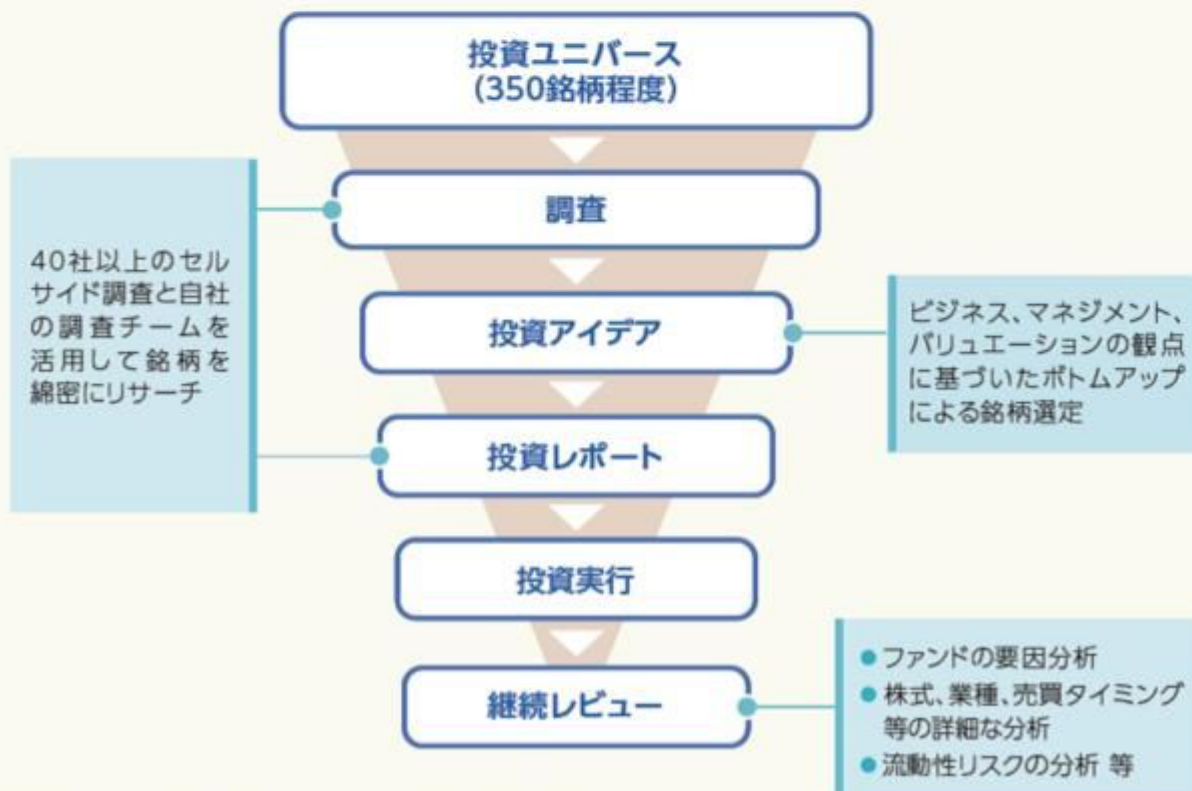 投資ユニバース
(350銘柄程度)
調査
40社以上のセル
サイド調査と自社
の調査チームを
活用して銘柄を
綿密にリサーチ
投資アイデア
ビジネス、マネジメント、
バリュエーションの観点
に基づいたボトムアップ
による銘柄選定
投資レポート
投資実行
継続レビュー
●ファンドの要因分析
●株式、業種、売買タイミング
等の詳細な分析
●流動性リスクの分析 等